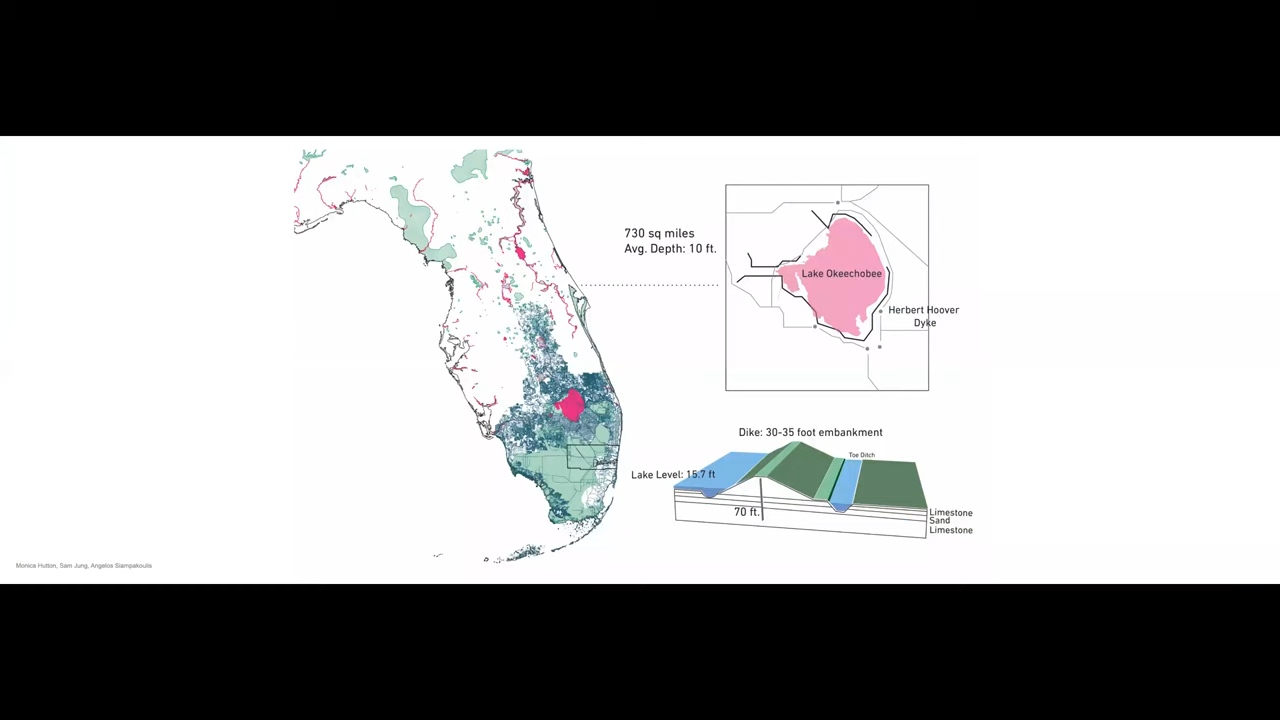 730 sq miles
Avg. Depth: 10 ft.
Lake Okeechobee
Herbert Hoover
Dyke
Dike: 30-35 foot embankment
Toe Ditch
Lake Level: 15.7 ft
70 ft.
Limestone
Sand
Limestone
Monica Hutton, Sam Jung, Angelos Siampakoulis